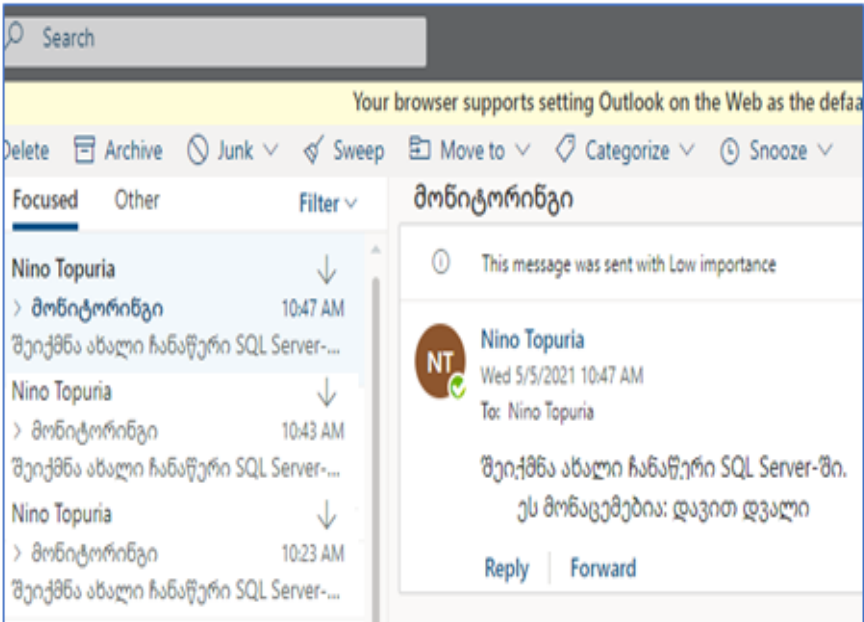 Search
Your browser supports setting Outlook on the Web as the defaa
Delete Archive Junk Sweep Move to Categorize Snooze
Focused Other Filter
მონიტორინგი
This message was sent with Low importance
Nino Topuria
მონიტორინგი 10:47 AM
შეიქმნა ახალი ჩანაწერი SQL Server-...
Nino Topuria
მონიტორინგი 10:43 AM
შეიქმნა ახალი ჩანაწერი SQL Server-...
Nino Topuria
მონიტორინგი 10:23 AM
შეიქმნა ახალი ჩანაწერი SQL Server-...
NT
Nino Topuria
Wed 5/5/2021 10:47 AM
To: Nino Topuria
შეიქმნა ახალი ჩანაწერი SQL Server-ში.
ეს მონაცემებია: დავით დვალი
Reply Forward